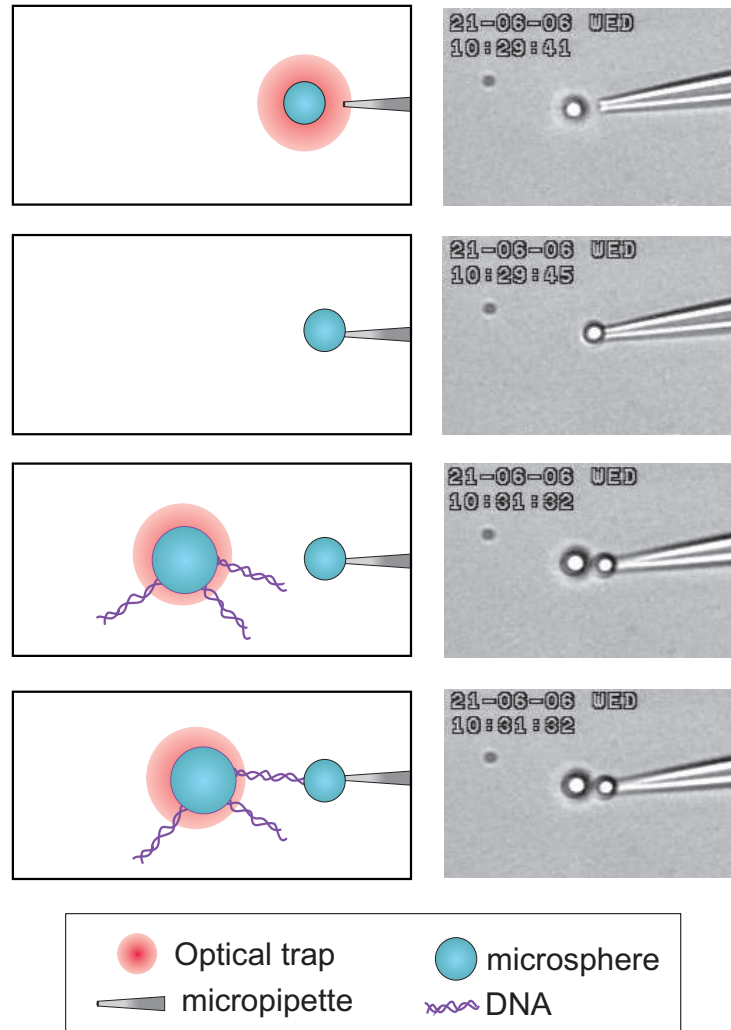 21-06-06 WED
10:29:41
21-06-06 WED
10:29:45
21-06-06 WED
10:31:32
21-06-06 WED
10:31:32
Optical trap
microsphere
micropipette
DNA